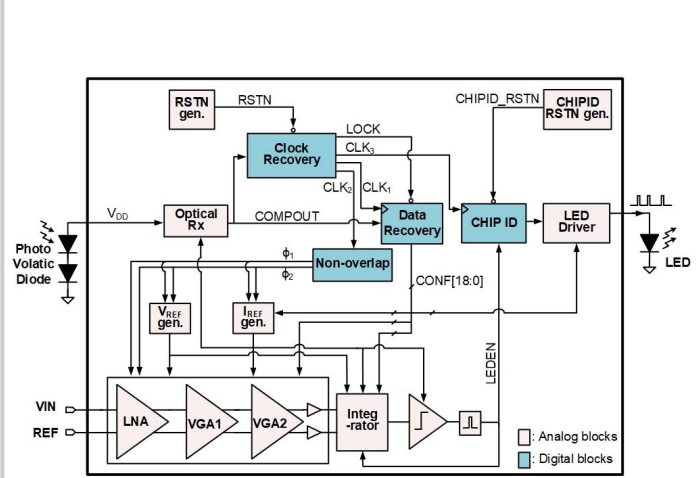 RSTN
gen.
RSTN
CHIPID_RSTN
CHIPID
RSTN gen.
LOCK
Clock
Recovery
CLK3
CLK2
CLK1
VDD
Optical
Rx
COMPOUT
Data
Recovery
CHIP ID
LED
Driver
Photo
Volatic
Diode
LED
ϕ1
ϕ2
Non-overlap
CONF[18:0]
VREF
gen.
IREF
gen.
LEDEN
VIN
REF
LNA
VGA1
VGA2
Integ
-rator
: Analog blocks
: Digital blocks